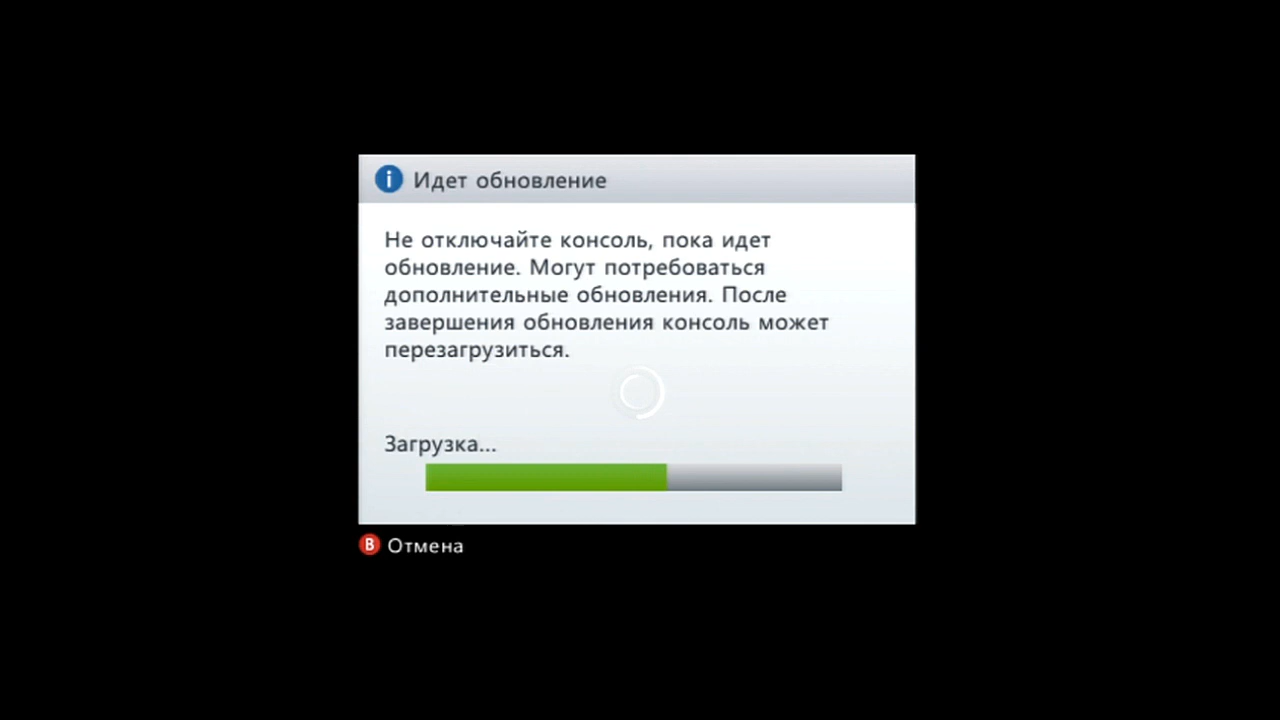 Идет обновление
Не отключайте консоль, пока идет
обновление. Могут потребоваться
дополнительные обновления. После
завершения обновления консоль может
перезагрузиться.
Загрузка...
B Отмена